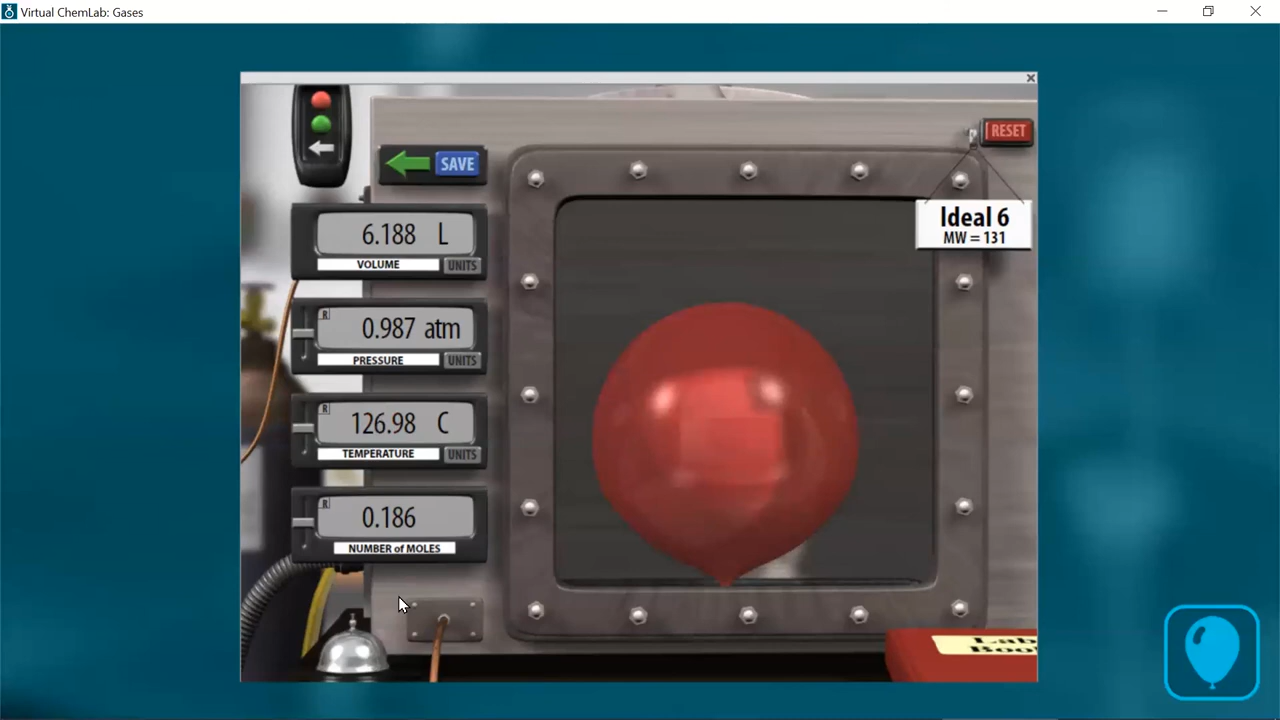 Virtual ChemLab: Gases
RESET
SAVE
Ideal 6
MW = 131
6.188 L
VOLUME UNITS
R
0.987 atm
PRESSURE UNITS
R
126.98 C
TEMPERATURE UNITS
R
0.186
NUMBER of MOLES
Lab